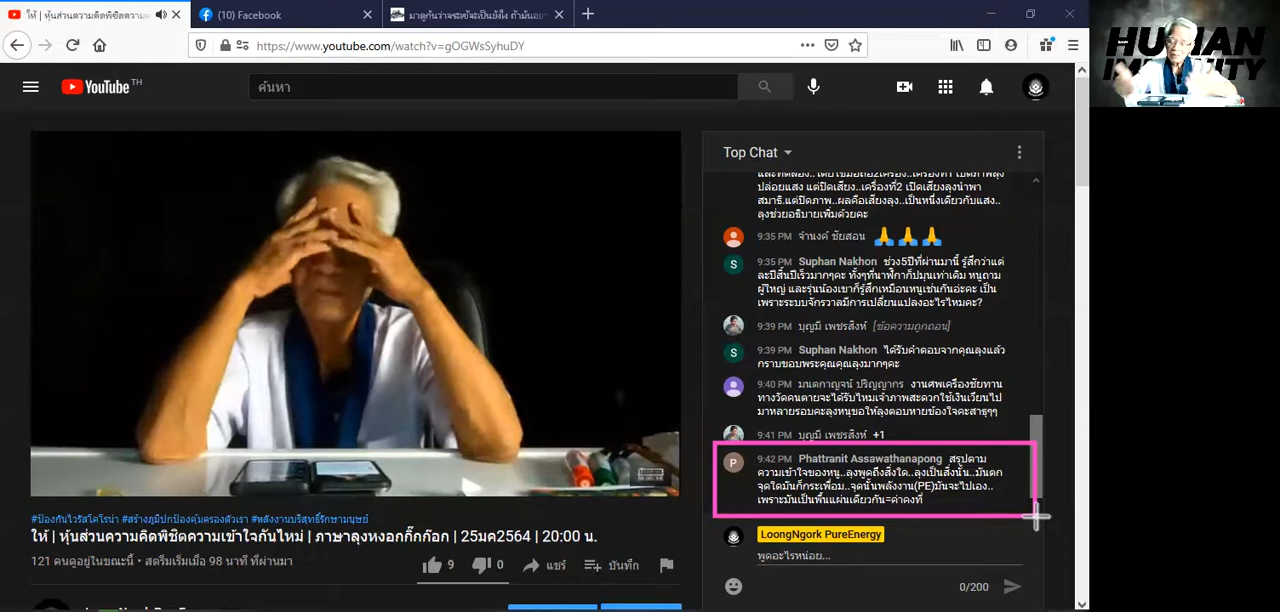 ให้ | หุ้นส่วนความคิดพิชิตความเ
(10) Facebook
มาดูกันว่าจระเข้จะเป็นยังไง ถ้ามันอยา
https://www.youtube.com/watch?v=gOGWsSyhuDY
HUMAN
IMMUNITY
YouTube TH
ค้นหา
Top Chat
และทดลอง..โดยใช้มือถือ2เครื่อง..เครื่องที่1 เปิดภาพลุง
ปล่อยแสง แต่ปิดเสียง..เครื่องที่2 เปิดเสียงลุงนำพา
สมาธิ แต่ปิดภาพ..ผลคือเสียงลุง..เป็นหนึ่งเดียวกับแสง..
ลุงช่วยอธิบายเพิ่มด้วยคะ
9:35 PM จำนงค์ ชัยสอน 🙏🙏🙏
S
9:35 PM Suphan Nakhon ช่วง5ปีที่ผ่านมานี้ รู้สึกว่าแต่
ละปีสิ้นปีเร็วมากๆคะ ทั้งๆที่นาฬิกาก็ปมุนเท่าเดิม หนูถาม
ผู้ใหญ่ และรุ่นน้องเขาก็รู้สึกเหมือนหนูเช่นกันอ่ะคะ เป็น
เพราะระบบจักรวาลมีการเปลี่ยนแปลงอะไรไหมคะ?
9:39 PM บุญมี เพชรสิงห์ [ข้อความถูกถอน]
S
9:39 PM Suphan Nakhon ได้รับคำตอบจากคุณลุงแล้ว
กราบขอบพระคุณคุณลุงมากๆคะ
9:40 PM มนตกาญจน์ ปริญญากร งานศพเครื่องชัยทาน
ทางวัดคนตายจะได้รับไหมเจ้าภาพสะดวกใช้เงินเวียนไป
มาหลายรอบคะลุงหนุขอให้ลุงตอบหายข้องใจคะสาธุๆๆ
9:41 PM บุญมี เพชรสิงห์ +1
P
9:42 PM Phattranit Assawathanapong สรุปตาม
ความเข้าใจของหนู..ลุงพูดถึงสิ่งใด..ลุงเป็นสิ่งนั้น..มันตก
จุดใดมันก็กระเพื่อม..จุดนั้นพลังงาน(PE)มันจะไปเอง..
เพราะมันเป็นพื้นแผ่นเดียวกัน=ค่าคงที่
LoongNgork PureEnergy
พูดอะไรหน่อย...
0/200
#ป้องกันไวรัสโคโรน่า #สร้างภูมิปกป้องคุ้มครองตัวเรา #พลังงานบริสุทธิ์รักษามนุษย์
ให้ | หุ้นส่วนความคิดพิชิตความเข้าใจกันไหม่ | ภาษาลุงหงอกกิ๊กก๊อก | 25มค2564 | 20:00 น.
121 คนดูอยู่ในขณะนี้ • สตรีมเริ่มเมื่อ 98 นาที ที่ผ่านมา
9
0
แชร์
บันทึก